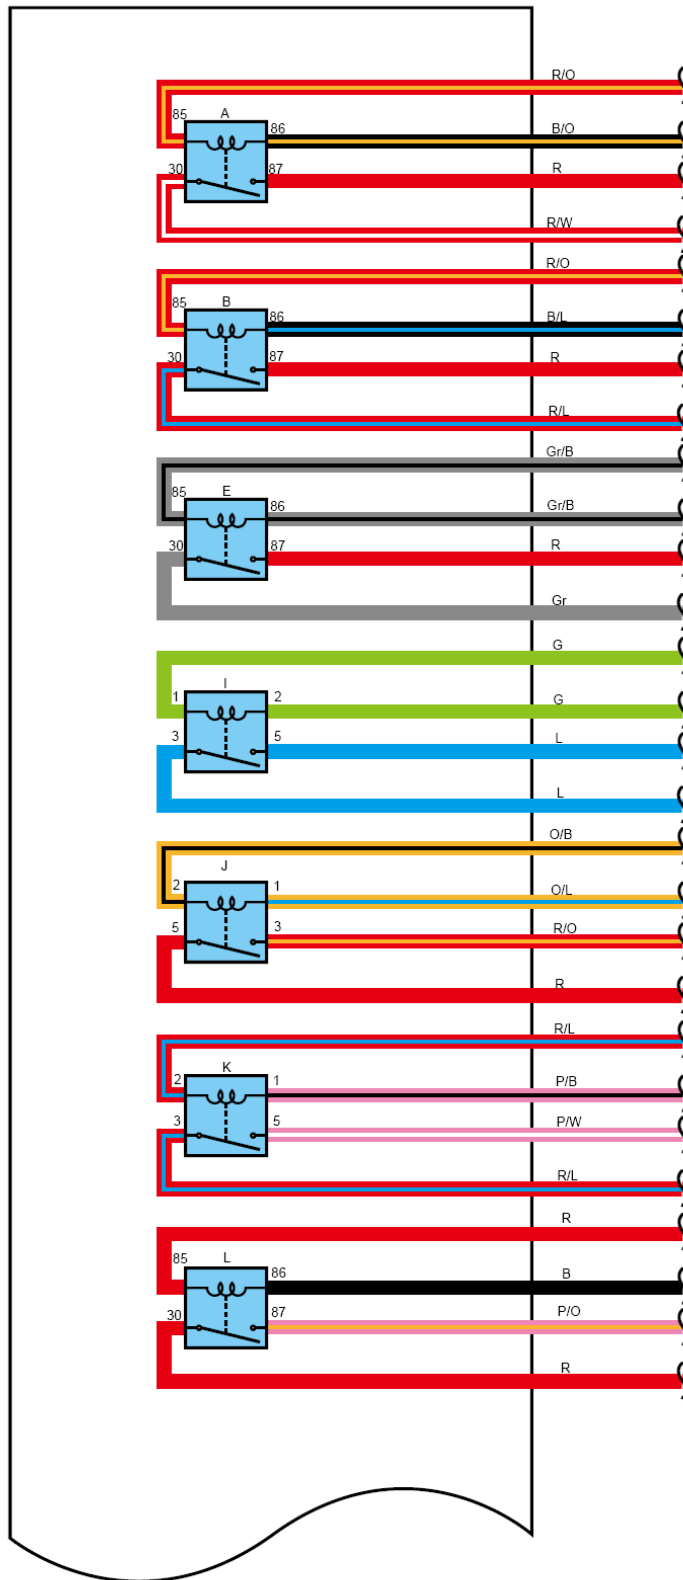 R/O
85 A 86 B/O
30 87 R
R/W
R/O
85 B 86 B/L
30 87 R
R/L
Gr/B
85 E 86 Gr/B
30 87 R
Gr
G
1 I 2 G
3 5 L
L
O/B
2 J 1 O/L
5 3 R/O
R
R/L
2 K 1 P/B
3 5 P/W
R/L
R
85 L 86 B
30 87 P/O
R